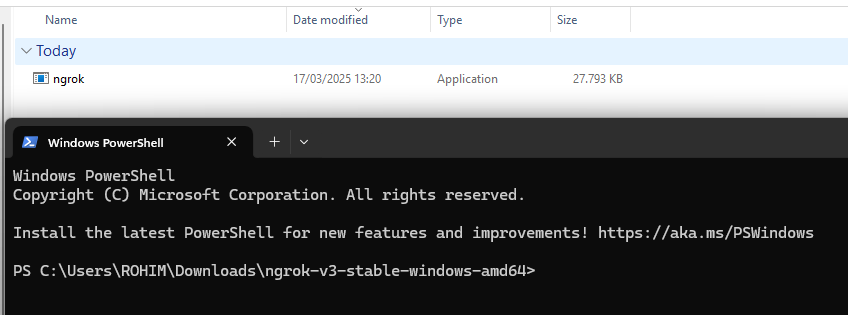 Name Date modified Type Size
Today
ngrok 17/03/2025 13:20 Application 27.793 KB
Windows PowerShell
Windows PowerShell
Copyright (C) Microsoft Corporation. All rights reserved.
Install the latest PowerShell for new features and improvements! https://aka.ms/PSWindows
PS C:\Users\ROHIM\Downloads\ngrok-v3-stable-windows-amd64>